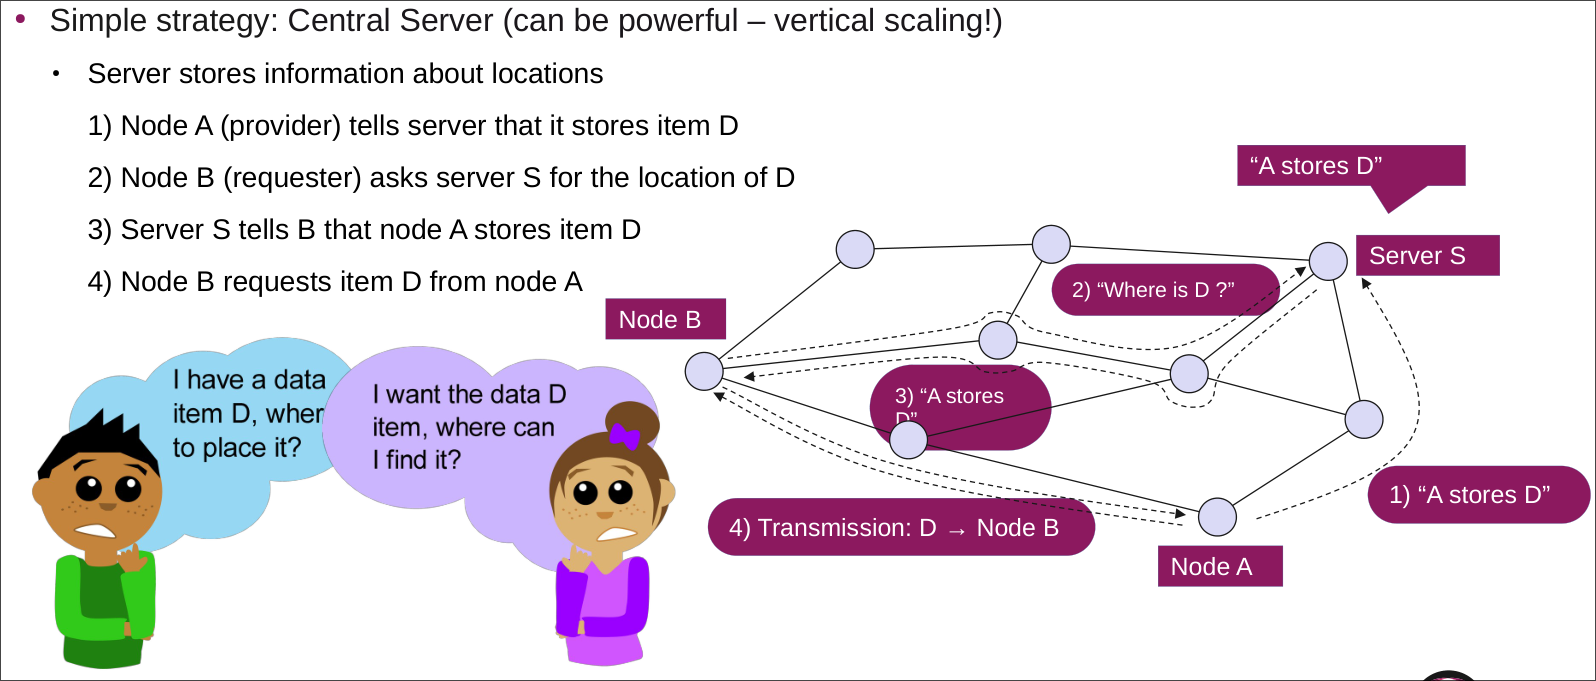 Simple strategy: Central Server (can be powerful – vertical scaling!)
Server stores information about locations
1) Node A (provider) tells server that it stores item D
2) Node B (requester) asks server S for the location of D
3) Server S tells B that node A stores item D
4) Node B requests item D from node A
I have a data
item D, wher
to place it?
I want the data D
item, where can
I find it?
“A stores D”
Server S
2) “Where is D ?”
Node B
3) “A stores
D”
1) “A stores D”
4) Transmission: D → Node B
Node A